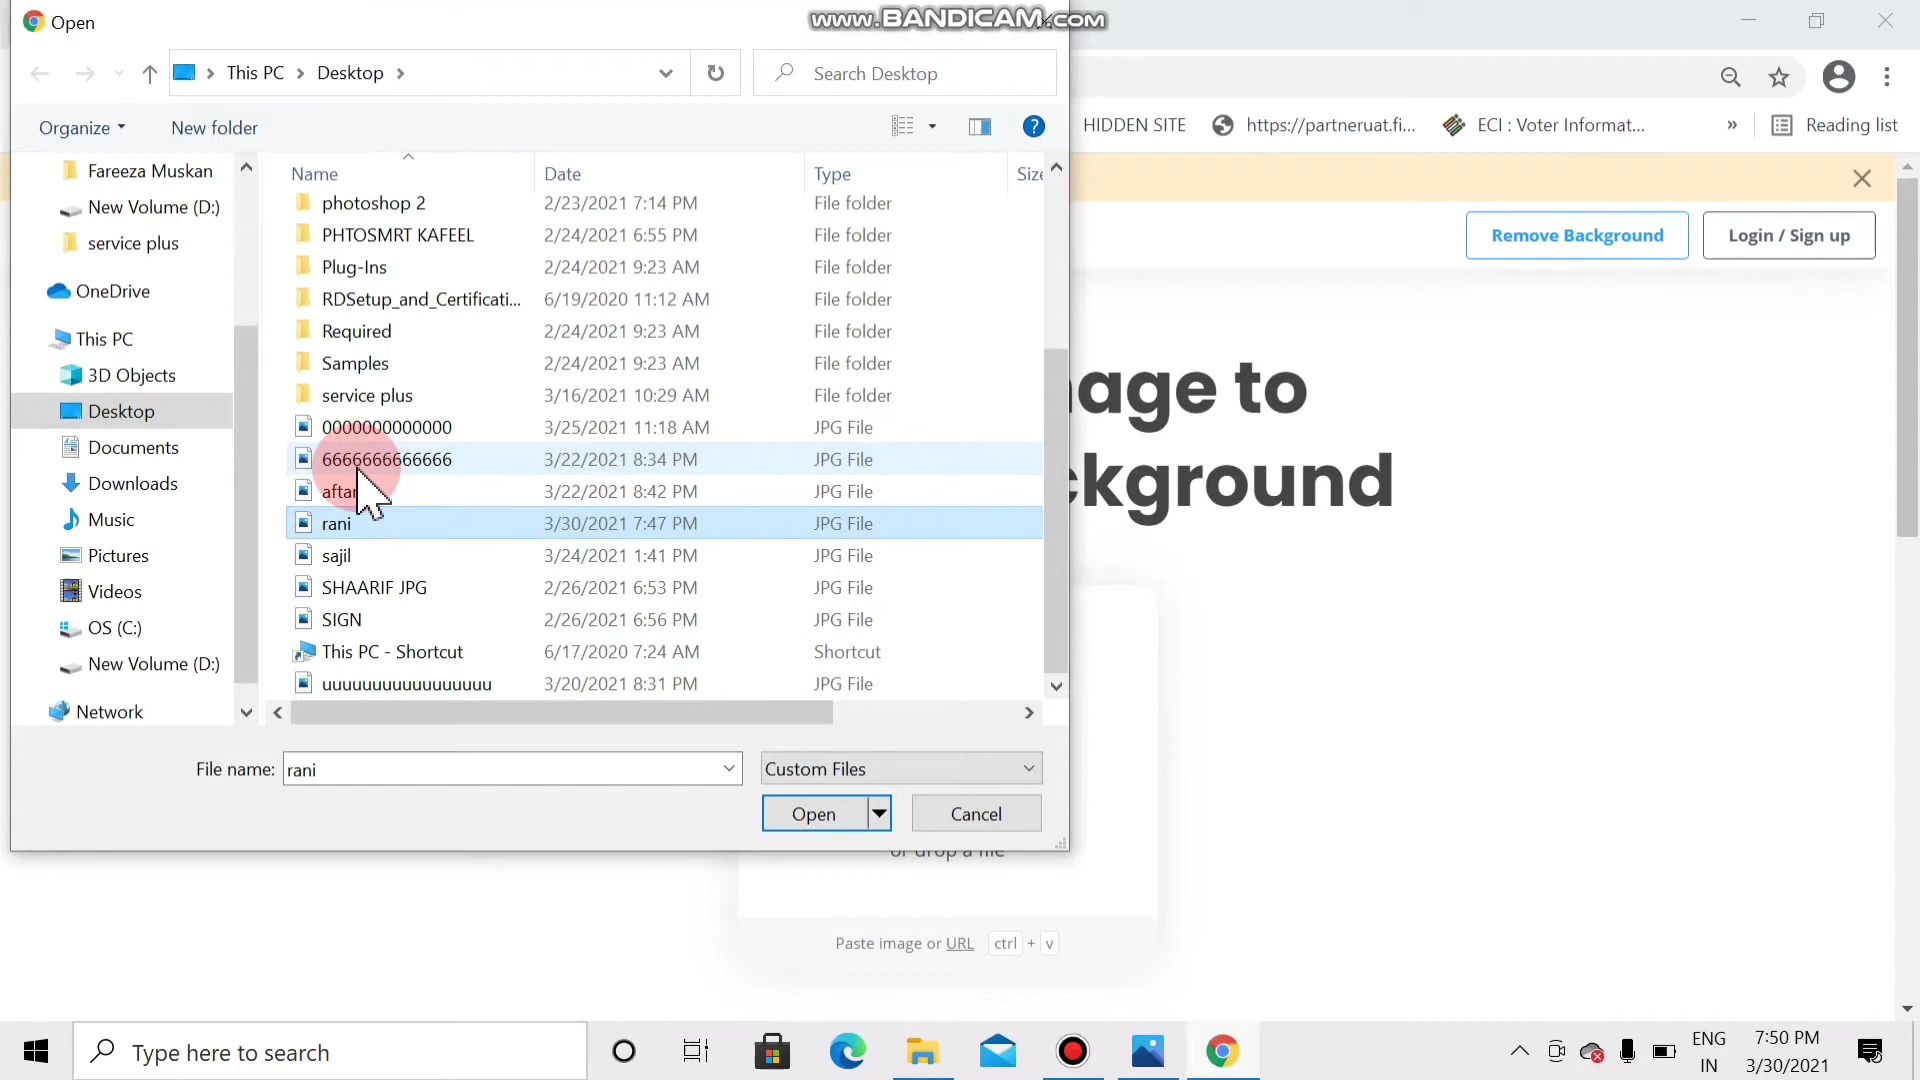 Open
www.BANDICAM.COM
This PC
Desktop
Search Desktop
Organize
New folder
HIDDEN SITE
https://partneruat.fi...
ECI : Voter Informat...
»
Reading list
Fareeza Muskan
New Volume (D:)
service plus
OneDrive
This PC
3D Objects
Desktop
Documents
Downloads
Music
Pictures
Videos
OS (C:)
New Volume (D:)
Network
Name Date Type Size
photoshop 2 2/23/2021 7:14 PM File folder
PHTOSMRT KAFEEL 2/24/2021 6:55 PM File folder
Plug-Ins 2/24/2021 9:23 AM File folder
RDSetup_and_Certificati... 6/19/2020 11:12 AM File folder
Required 2/24/2021 9:23 AM File folder
Samples 2/24/2021 9:23 AM File folder
service plus 3/16/2021 10:29 AM File folder
0000000000000 3/25/2021 11:18 AM JPG File
6666666666666 3/22/2021 8:34 PM JPG File
3/22/2021 8:42 PM JPG File
rani 3/30/2021 7:47 PM JPG File
sajil 3/24/2021 1:41 PM JPG File
SHAARIF JPG 2/26/2021 6:53 PM JPG File
SIGN 2/26/2021 6:56 PM JPG File
This PC - Shortcut 6/17/2020 7:24 AM Shortcut
3/20/2021 8:31 PM JPG File
File name: rani
Custom Files
Open
Cancel
Remove Background
Login / Sign up
age to
ckground
or drop a file
Paste image or URL ctrl + v
Type here to search
ENG
IN
7:50 PM
3/30/2021